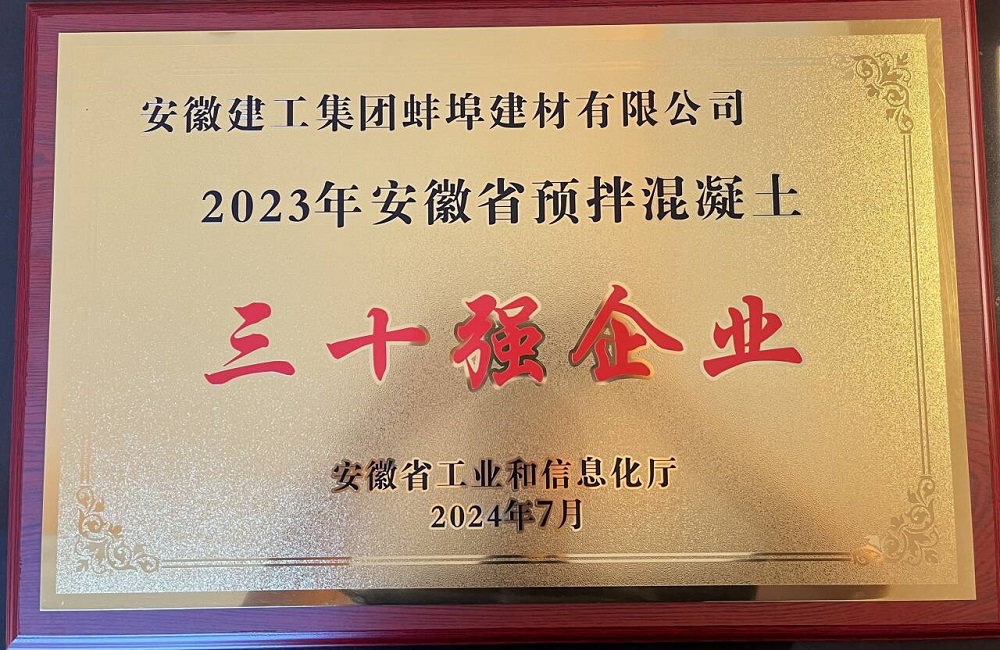 安徽建工集团蚌埠建材有限公司
2023年安徽省预拌混凝土
三十强企业
安徽省工业和信息化厅
2024年7月